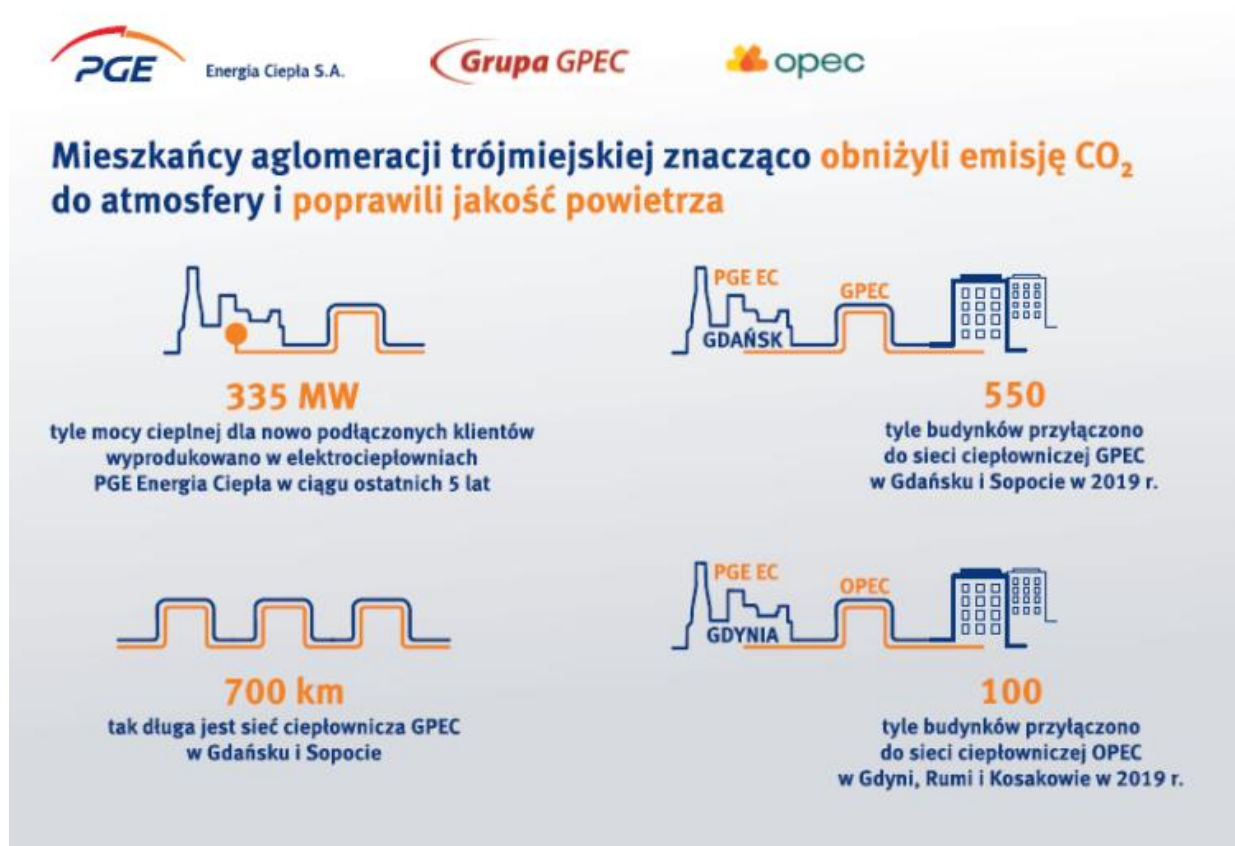 PGE Energia Ciepła S.A.
Grupa GPEC
opec
Mieszkańcy aglomeracji trójmiejskiej znacząco obniżyli emisję CO₂
do atmosfery i poprawili jakość powietrza
335 MW
tyle mocy cieplnej dla nowo podłączonych klientów
wyprodukowano w elektrociepłowniach
PGE Energia Ciepła w ciągu ostatnich 5 lat
PGE EC
GPEC
GDAŃSK
550
tyle budynków przyłączono
do sieci ciepłowniczej GPEC
w Gdańsku i Sopocie w 2019 r.
700 km
tak długa jest sieć ciepłownicza GPEC
w Gdańsku i Sopocie
PGE EC
OPEC
GDYNIA
100
tyle budynków przyłączono
do sieci ciepłowniczej OPEC
w Gdyni, Rumi i Kosakowie w 2019 r.